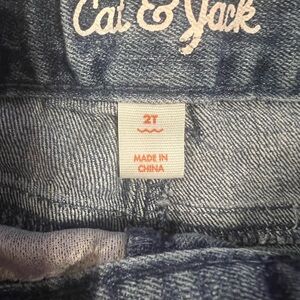 Cat & Jack
2T
MADE IN
CHINA